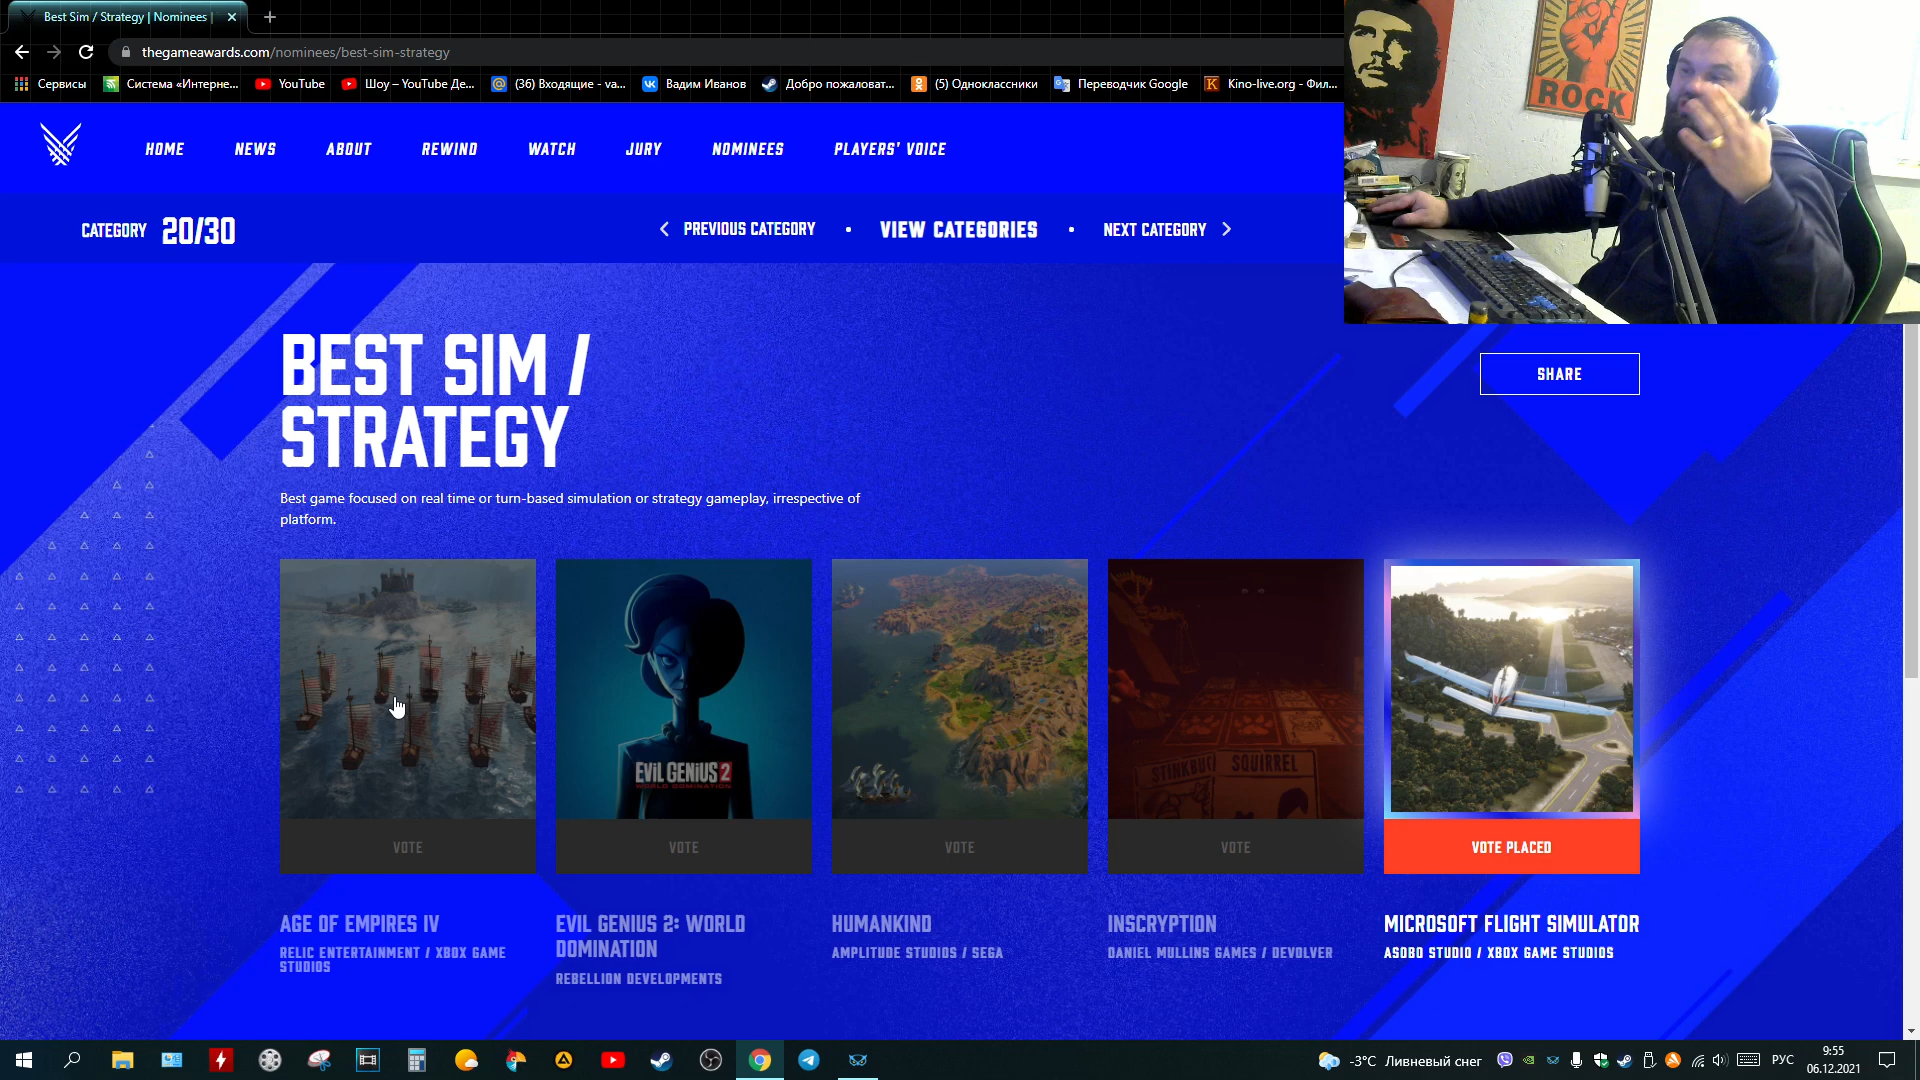 Best Sim / Strategy | Nominees |
thegameawards.com/nominees/best-sim-strategy
Сервисы
Система «Интерне...
YouTube
Шоу – YouTube Де...
(36) Входящие - va...
Вадим Иванов
Добро пожаловат...
(5) Одноклассники
Переводчик Google
Kino-live.org - Фил...
ROCK
HOME
NEWS
ABOUT
REWIND
WATCH
JURY
NOMINEES
PLAYERS' VOICE
CATEGORY 20/30
PREVIOUS CATEGORY
VIEW CATEGORIES
NEXT CATEGORY
BEST SIM /
STRATEGY
SHARE
Best game focused on real time or turn-based simulation or strategy gameplay, irrespective of
platform.
EVIL GENIUS 2
WORLD DOMINATION
SQUIRREL
VOTE
VOTE
VOTE
VOTE
VOTE PLACED
AGE OF EMPIRES IV
RELIC ENTERTAINMENT / XBOX GAME
STUDIOS
EVIL GENIUS 2: WORLD
DOMINATION
REBELLION DEVELOPMENTS
HUMANKIND
AMPLITUDE STUDIOS / SEGA
INSCRYPTION
DANIEL MULLINS GAMES / DEVOLVER
MICROSOFT FLIGHT SIMULATOR
ASOBO STUDIO / XBOX GAME STUDIOS
-3°C Ливневый снег
РУС
9:55
06.12.2021